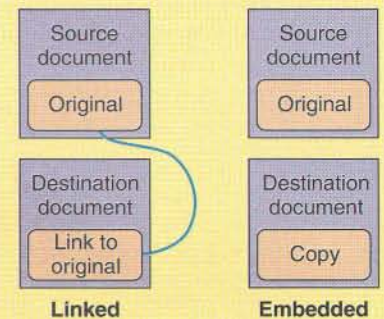 Source
document
Original
Destination
document
Link to
original
Linked
Source
document
Original
Destination
document
Copy
Embedded